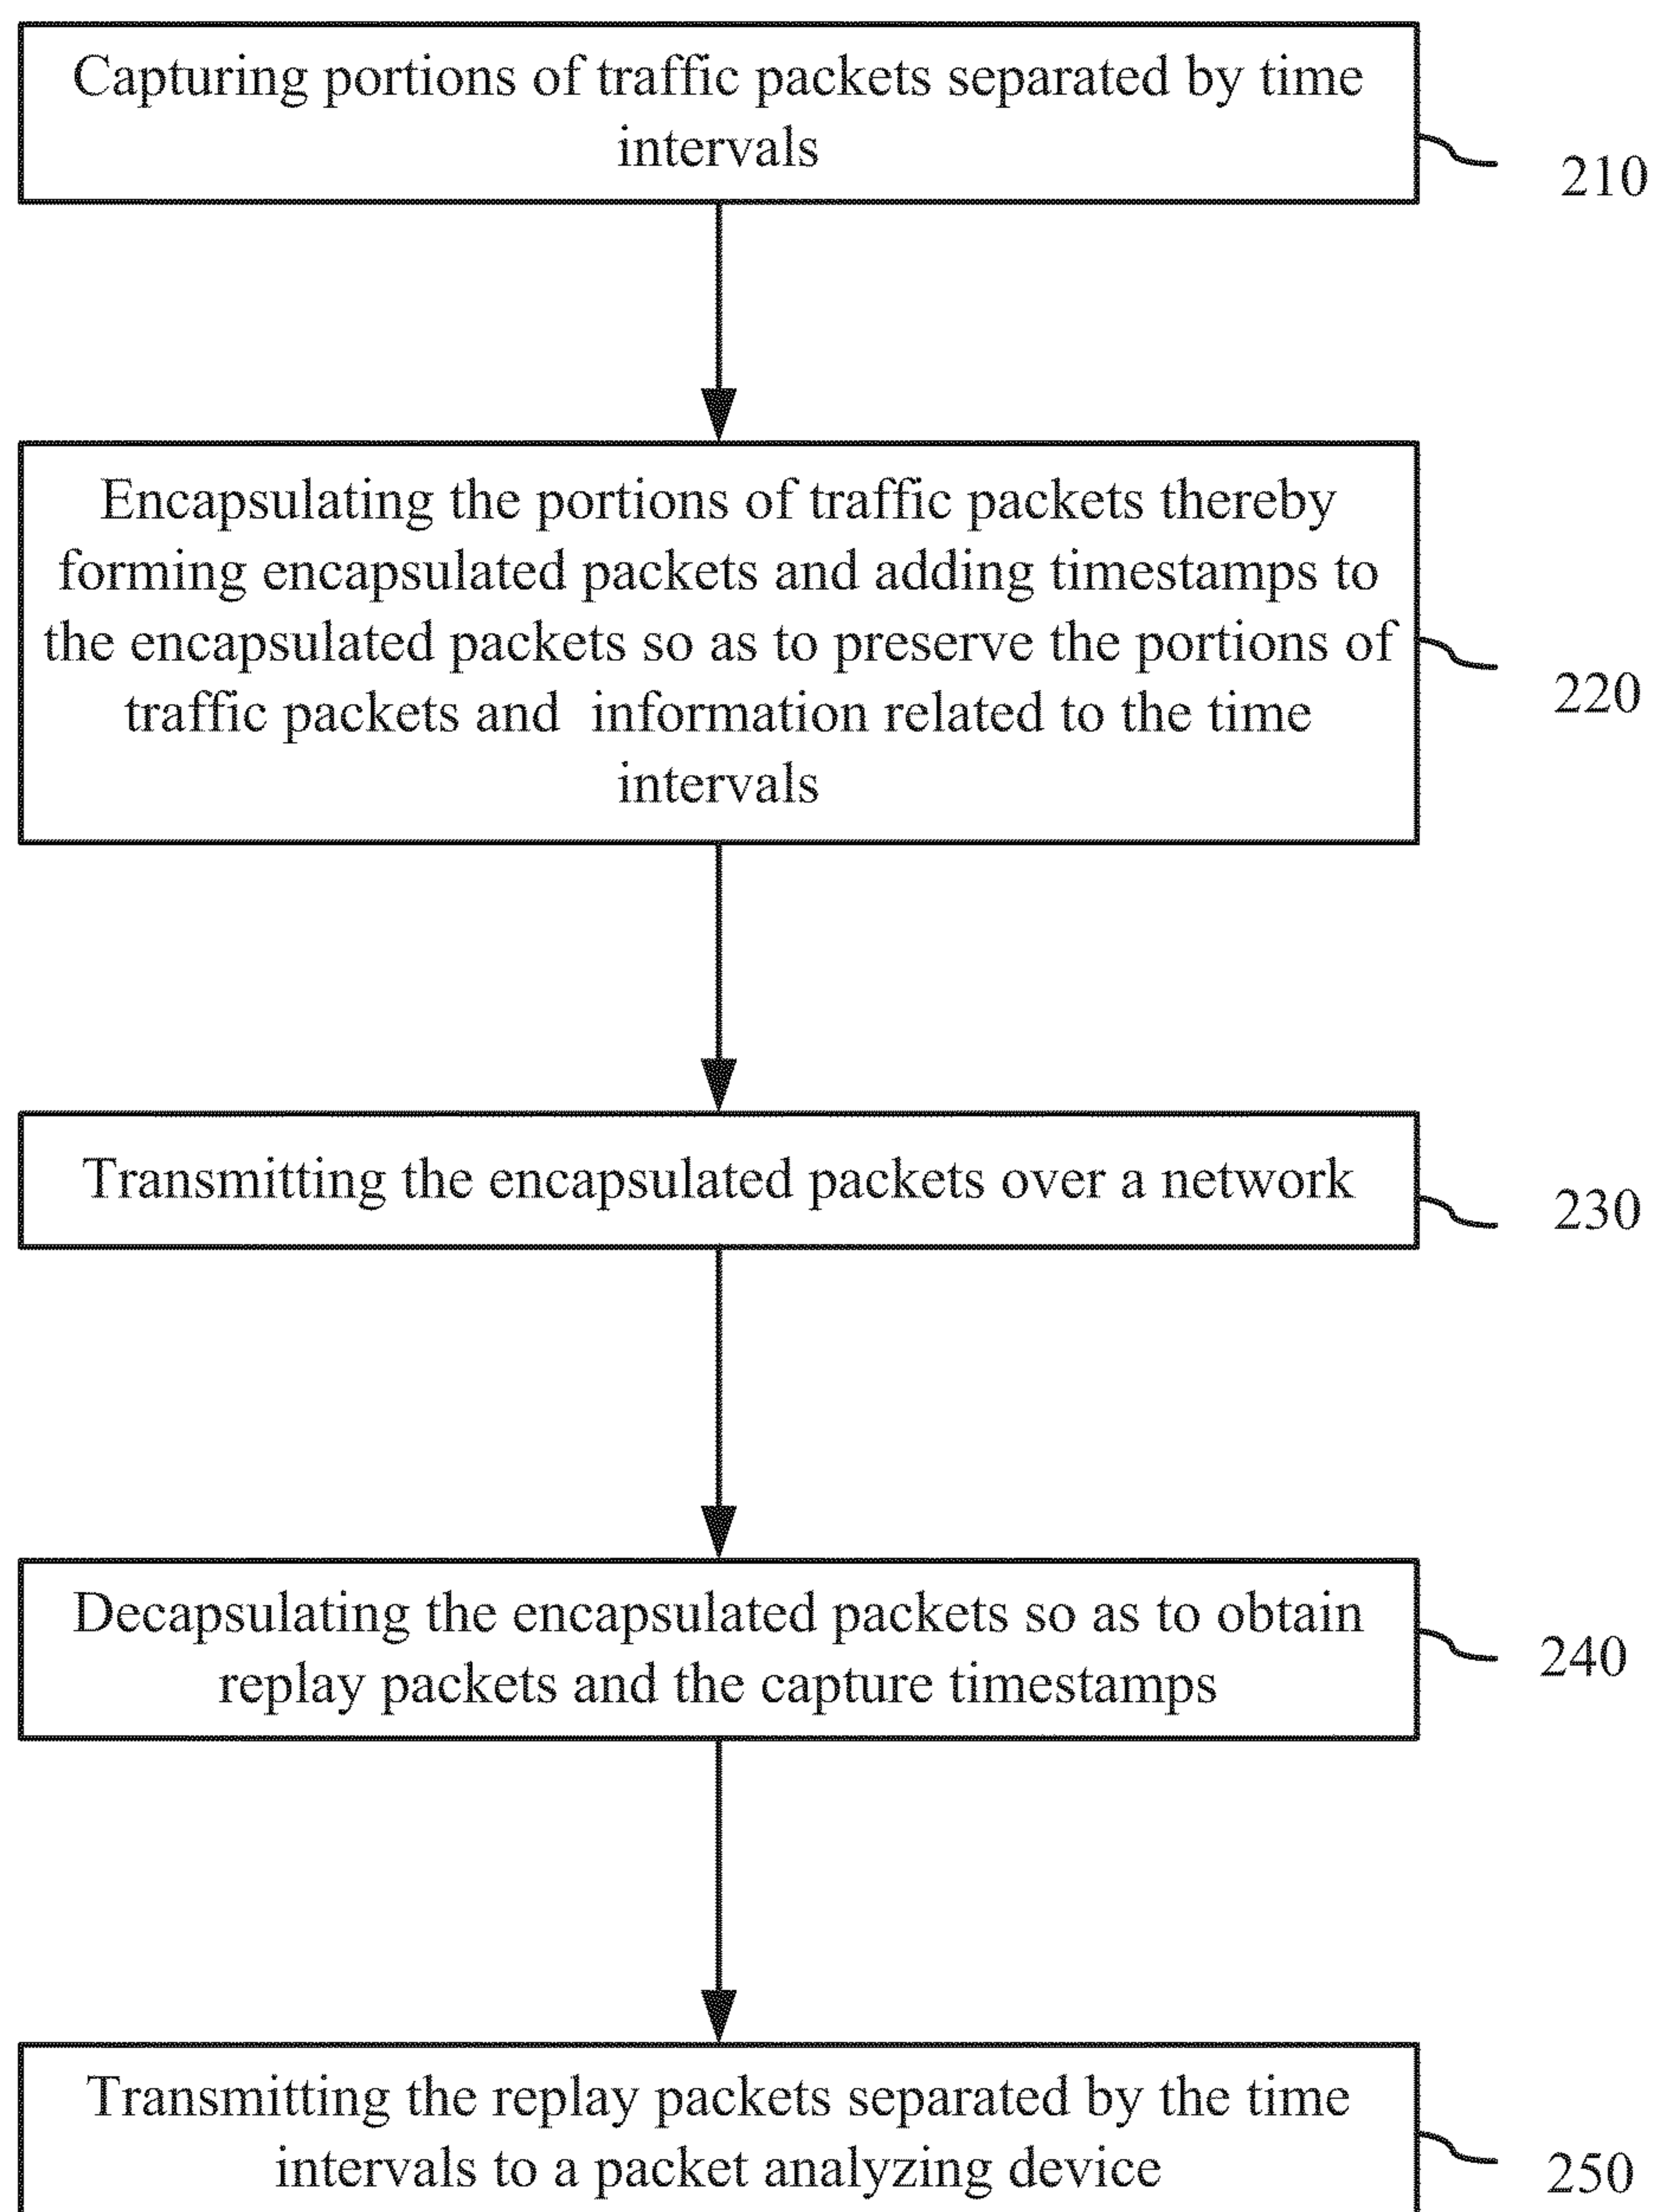 Capturing portions of traffic packets separated by time
intervals
210
Encapsulating the portions of traffic packets thereby
forming encapsulated packets and adding timestamps to
the encapsulated packets so as to preserve the portions of
traffic packets and information related to the time
intervals
220
Transmitting the encapsulated packets over a network
230
Decapsulating the encapsulated packets so as to obtain
replay packets and the capture timestamps
240
Transmitting the replay packets separated by the time
intervals to a packet analyzing device
250